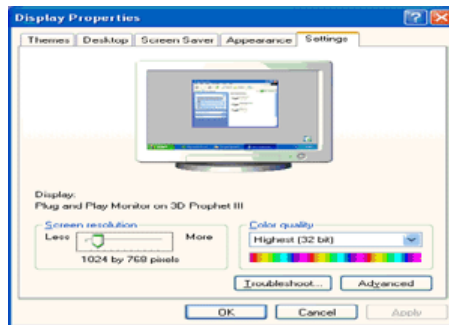 Display Properties
Themes Desktop Screen Saver Appearance Settings
Display:
Plug and Play Monitor on 3D Prophet III
Screen resolution
Less More
1024 by 768 pixels
Color quality
Highest (32 bit)
Troubleshoot... Advanced
OK Cancel Apply